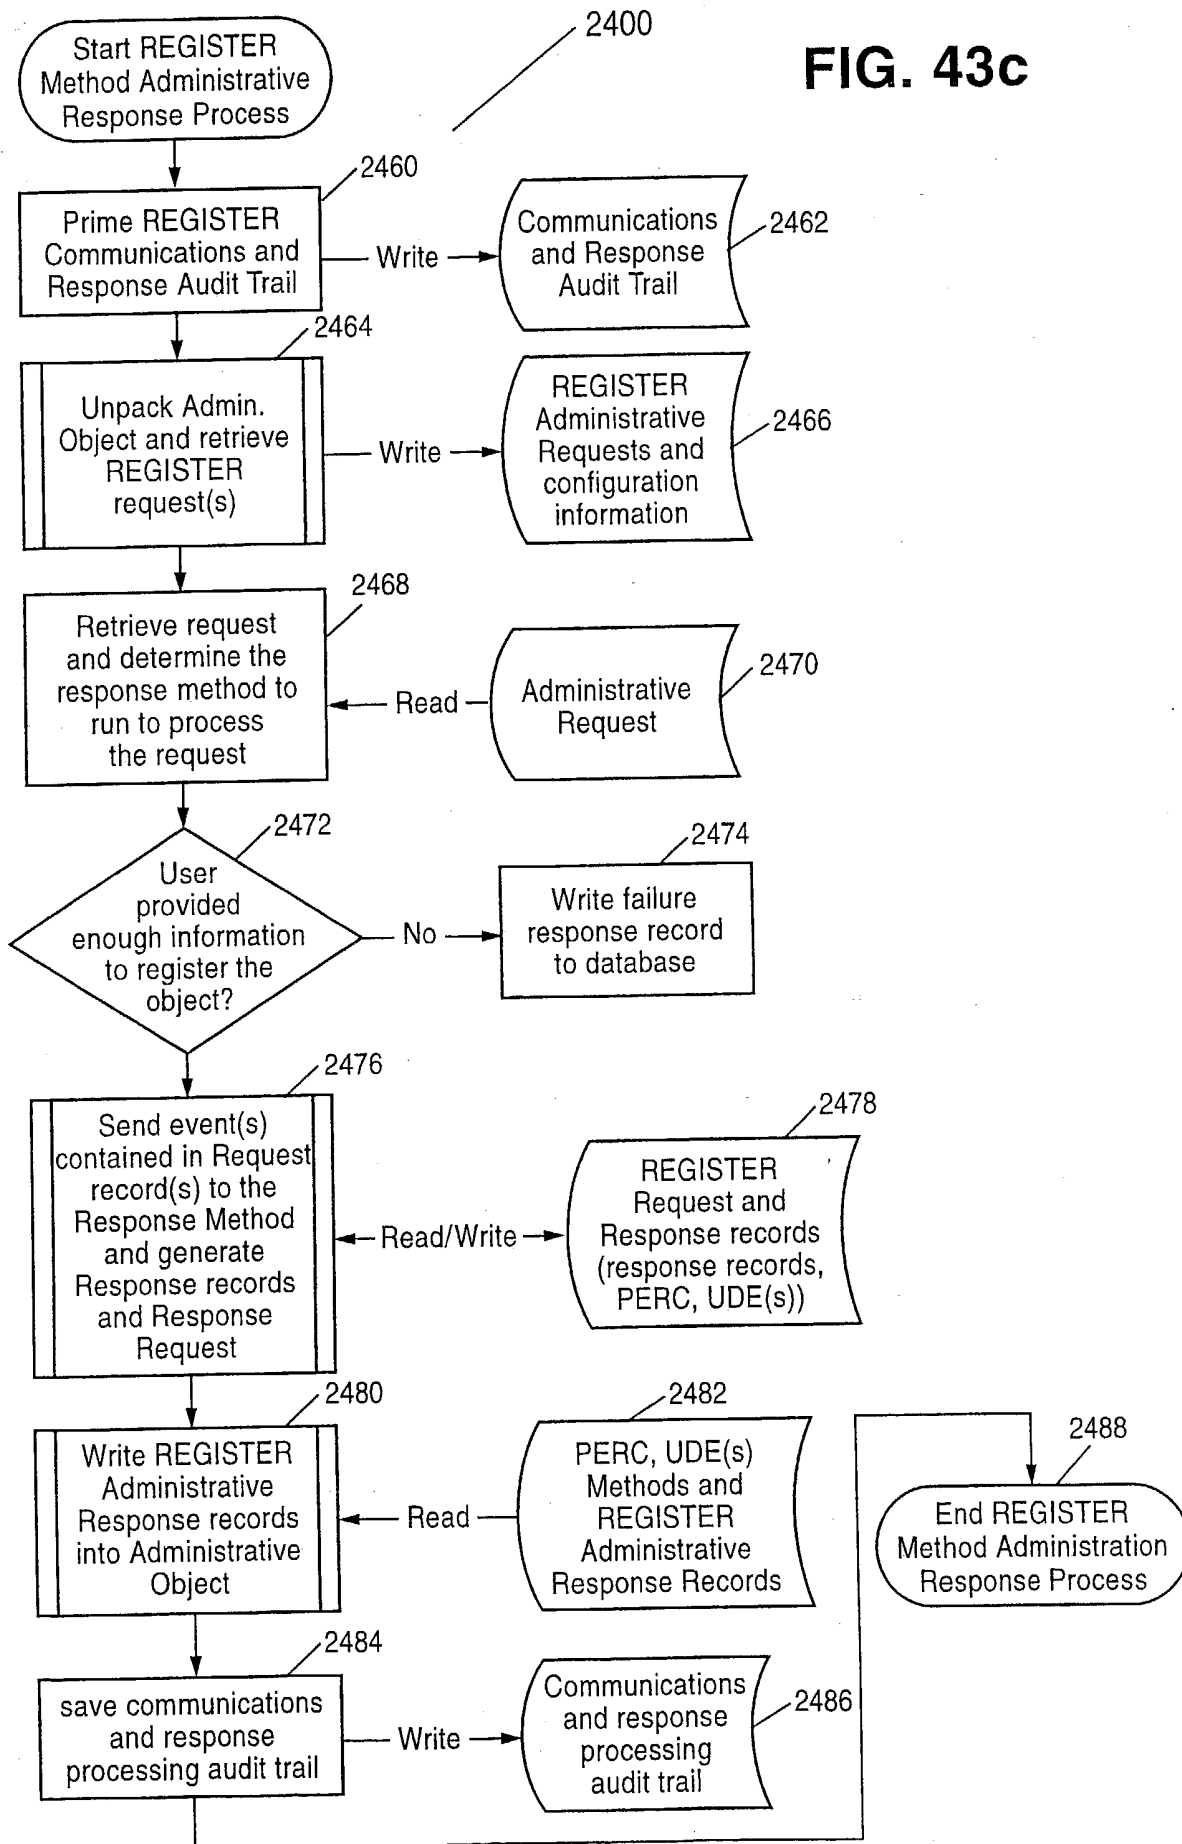 2400
FIG. 43c
Start REGISTER
Method Administrative
Response Process
2460
Prime REGISTER
Communications and
Response Audit Trail
Write
Communications
and Response
Audit Trail
2462
2464
Unpack Admin.
Object and retrieve
REGISTER
request(s)
Write
REGISTER
Administrative
Requests and
configuration
information
2466
2468
Retrieve request
and determine the
response method to
run to process
the request
Read
Administrative
Request
2470
2472
User
provided
enough information
to register the
object?
No
2474
Write failure
response record
to database
2476
Send event(s)
contained in Request
record(s) to the
Response Method
and generate
Response records
and Response
Request
Read/Write
2478
REGISTER
Request and
Response records
(response records,
PERC, UDE(s))
2480
Write REGISTER
Administrative
Response records
into Administrative
Object
Read
2482
PERC, UDE(s)
Methods and
REGISTER
Administrative
Response Records
2488
End REGISTER
Method Administration
Response Process
2484
save communications
and response
processing audit trail
Write
Communications
and response
processing
audit trail
2486